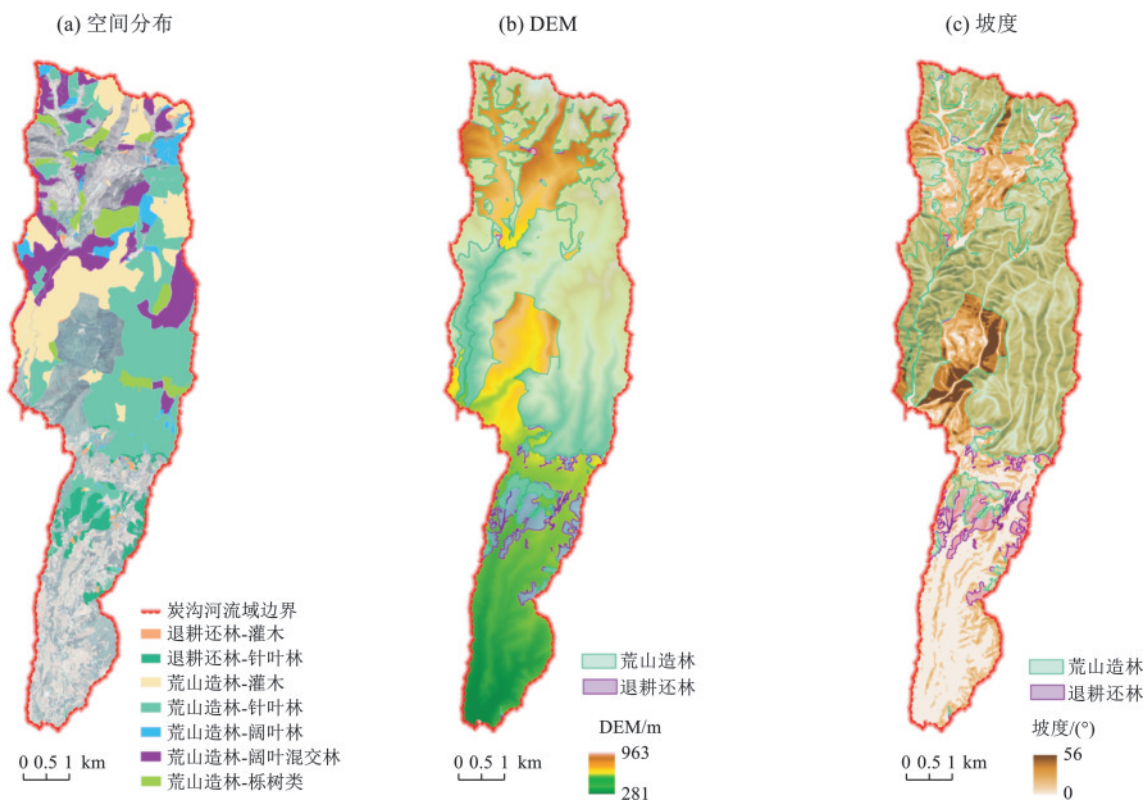 (a) 空间分布
(b) DEM
(c) 坡度
炭沟河流域边界
退耕还林-灌木
退耕还林-针叶林
荒山造林-灌木
荒山造林-针叶林
荒山造林-阔叶林
荒山造林-阔叶混交林
荒山造林-栎树类
0 0.5 1 km
荒山造林
退耕还林
DEM/m
963
281
0 0.5 1 km
荒山造林
退耕还林
坡度/(°)
56
0
0 0.5 1 km